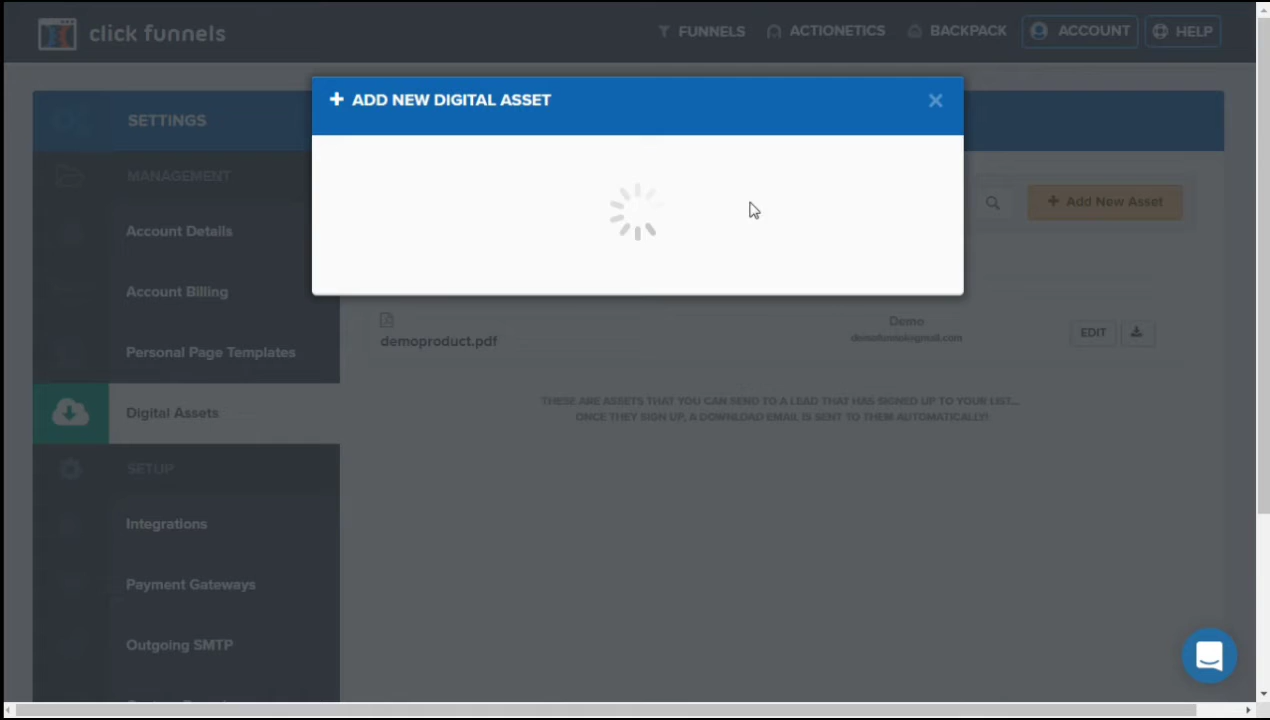 click funnels
FUNNELS
ACTIONETICS
BACKPACK
ACCOUNT
HELP
ADD NEW DIGITAL ASSET
SETTINGS
MANAGEMENT
Add New Asset
Account Details
Account Billing
demoproduct.pdf
Demo
demofunnok@gmail.com
EDIT
Personal Page Templates
THESE ARE ASSETS THAT YOU CAN SEND TO A LEAD THAT HAS SIGNED UP TO YOUR LIST...
ONCE THEY SIGN UP, A DOWNLOAD EMAIL IS SENT TO THEM AUTOMATICALLY!
Digital Assets
SETUP
Integrations
Payment Gateways
Outgoing SMTP